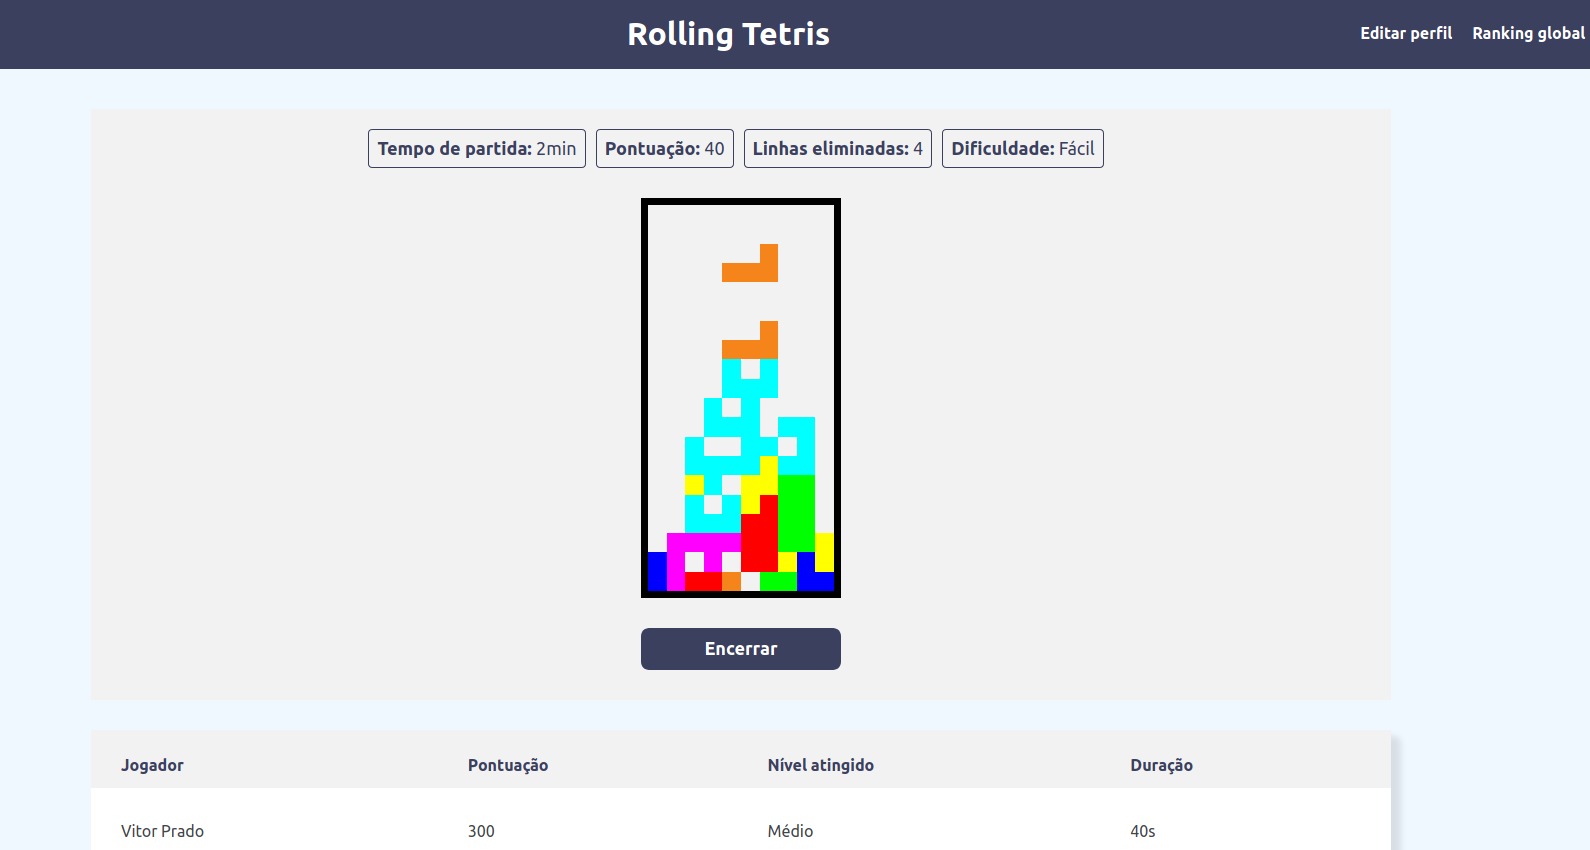 Rolling Tetris
Editar perfil Ranking global
Tempo de partida: 2min Pontuação: 40 Linhas eliminadas: 4 Dificuldade: Fácil
Encerrar
Jogador Pontuação Nível atingido Duração
Vitor Prado 300 Médio 40s